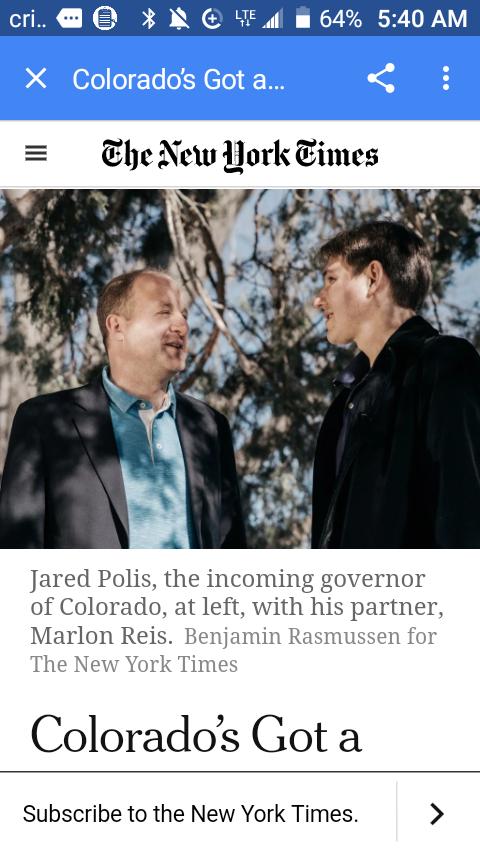 cri.. LTE 64% 5:40 AM
Colorado’s Got a...
The New York Times
Jared Polis, the incoming governor
of Colorado, at left, with his partner,
Marlon Reis. Benjamin Rasmussen for
The New York Times
Colorado’s Got a
Subscribe to the New York Times.